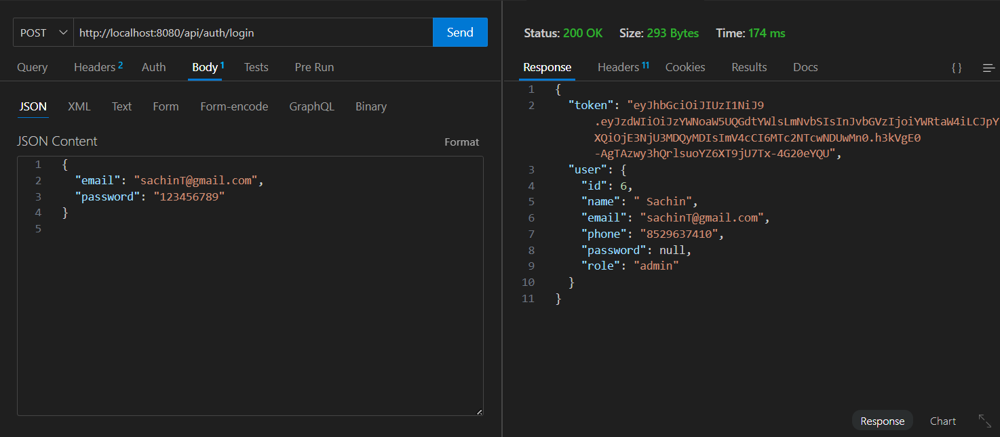 POST http://localhost:8080/api/auth/login Send
Query Headers 2 Auth Body 1 Tests Pre Run
JSON XML Text Form Form-encode GraphQL Binary
JSON Content Format
1 {
2 "email": "sachinT@gmail.com",
3 "password": "123456789"
4 }
5
Status: 200 OK Size: 293 Bytes Time: 174 ms
Response Headers 11 Cookies Results Docs {}
1 {
2 "token": "eyJhbGciOiJIUzI1NiJ9
.eyJzdWIiOiJzYWNoaW5UQGdtYWlsLmNvbSIsInJvbGVzIjoiYWRtaW4iLCJpY
XQiOjE3NjU3MDQyMDIsImV4cCI6MTc2NTcwNDUwMn0.h3kVgE0
-AgTAzwy3hQrlsuoYZ6XT9jU7Tx-4G20eYQU",
3 "user": {
4 "id": 6,
5 "name": " Sachin",
6 "email": "sachinT@gmail.com",
7 "phone": "8529637410",
8 "password": null,
9 "role": "admin"
10 }
11 }
Response Chart